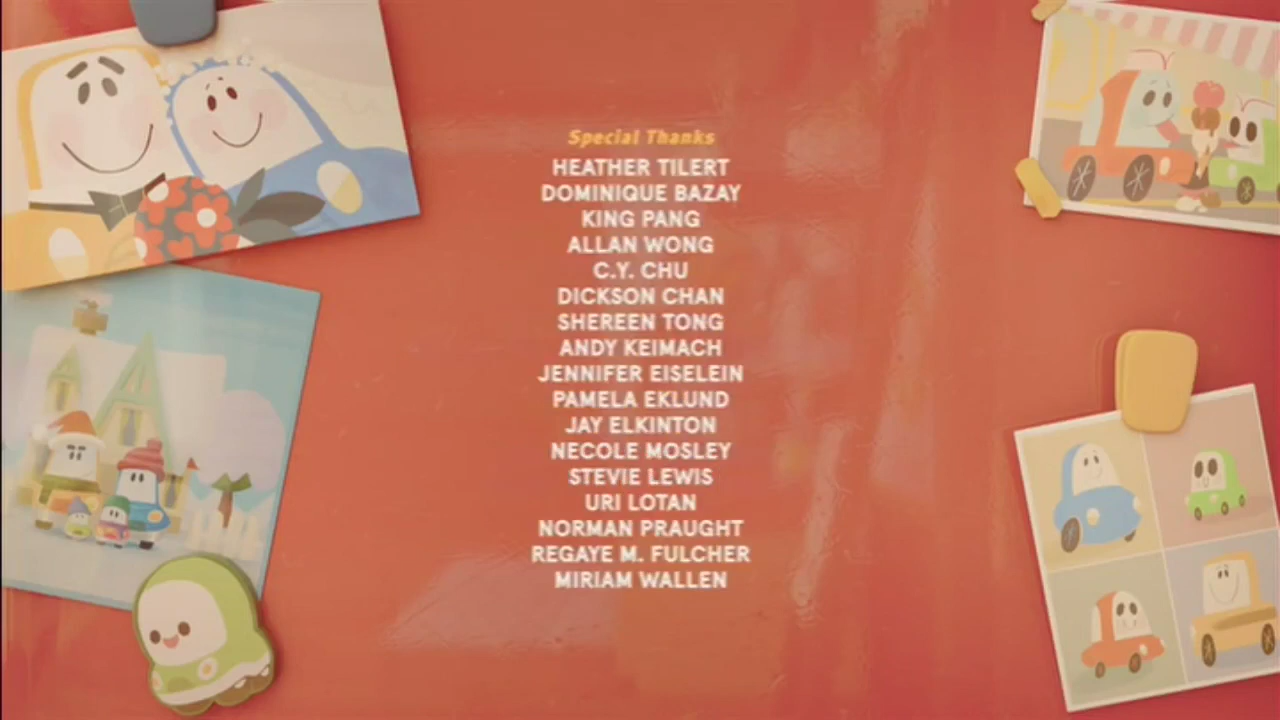 Special Thanks
HEATHER TILERT
DOMINIQUE BAZAY
KING PANG
ALLAN WONG
C.Y. CHU
DICKSON CHAN
SHEREEN TONG
ANDY KEIMACH
JENNIFER EISELEIN
PAMELA EKLUND
JAY ELKINTON
NECOLE MOSLEY
STEVIE LEWIS
URI LOTAN
NORMAN PRAUGHT
REGAYE M. FULCHER
MIRIAM WALLEN